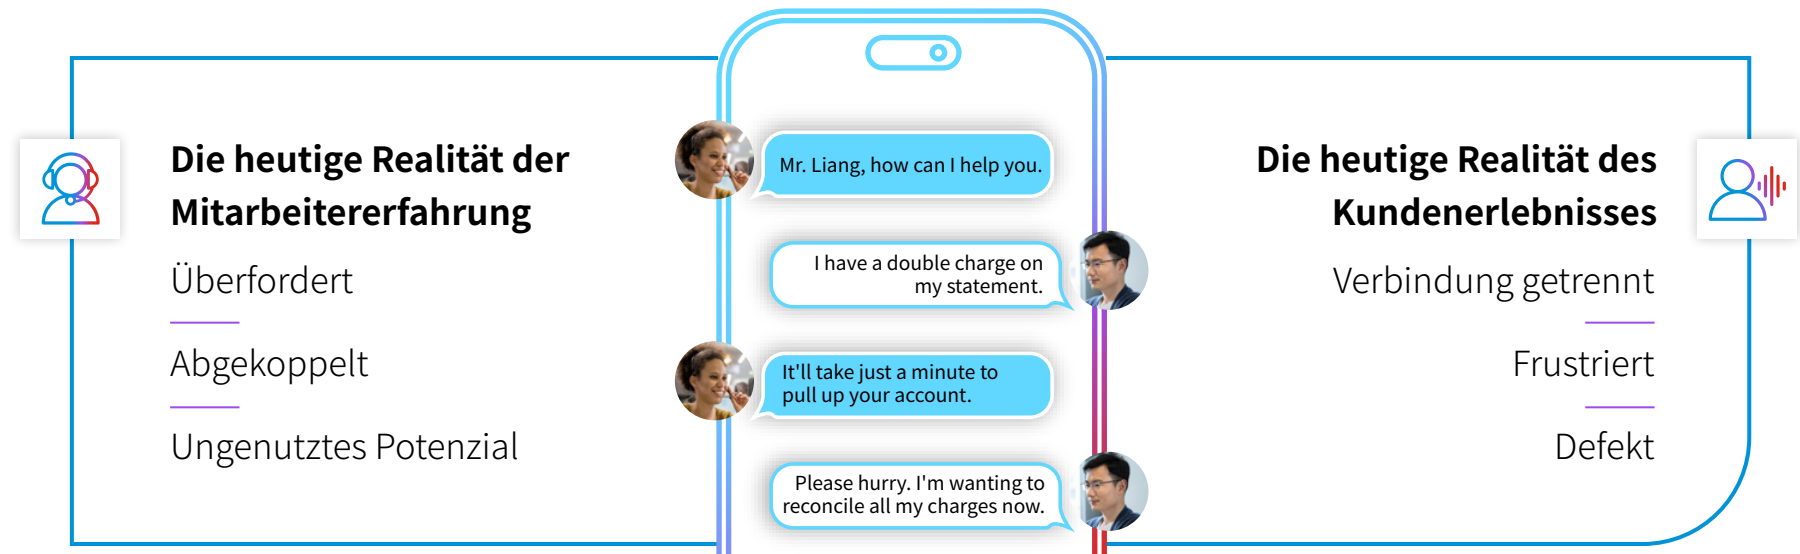 Die heutige Realität der
Mitarbeitererfahrung
Überfordert
Abgekoppelt
Ungenutztes Potenzial
Mr. Liang, how can I help you.
I have a double charge on
my statement.
It'll take just a minute to
pull up your account.
Please hurry. I'm wanting to
reconcile all my charges now.
Die heutige Realität des
Kundenerlebnisses
Verbindung getrennt
Frustriert
Defekt